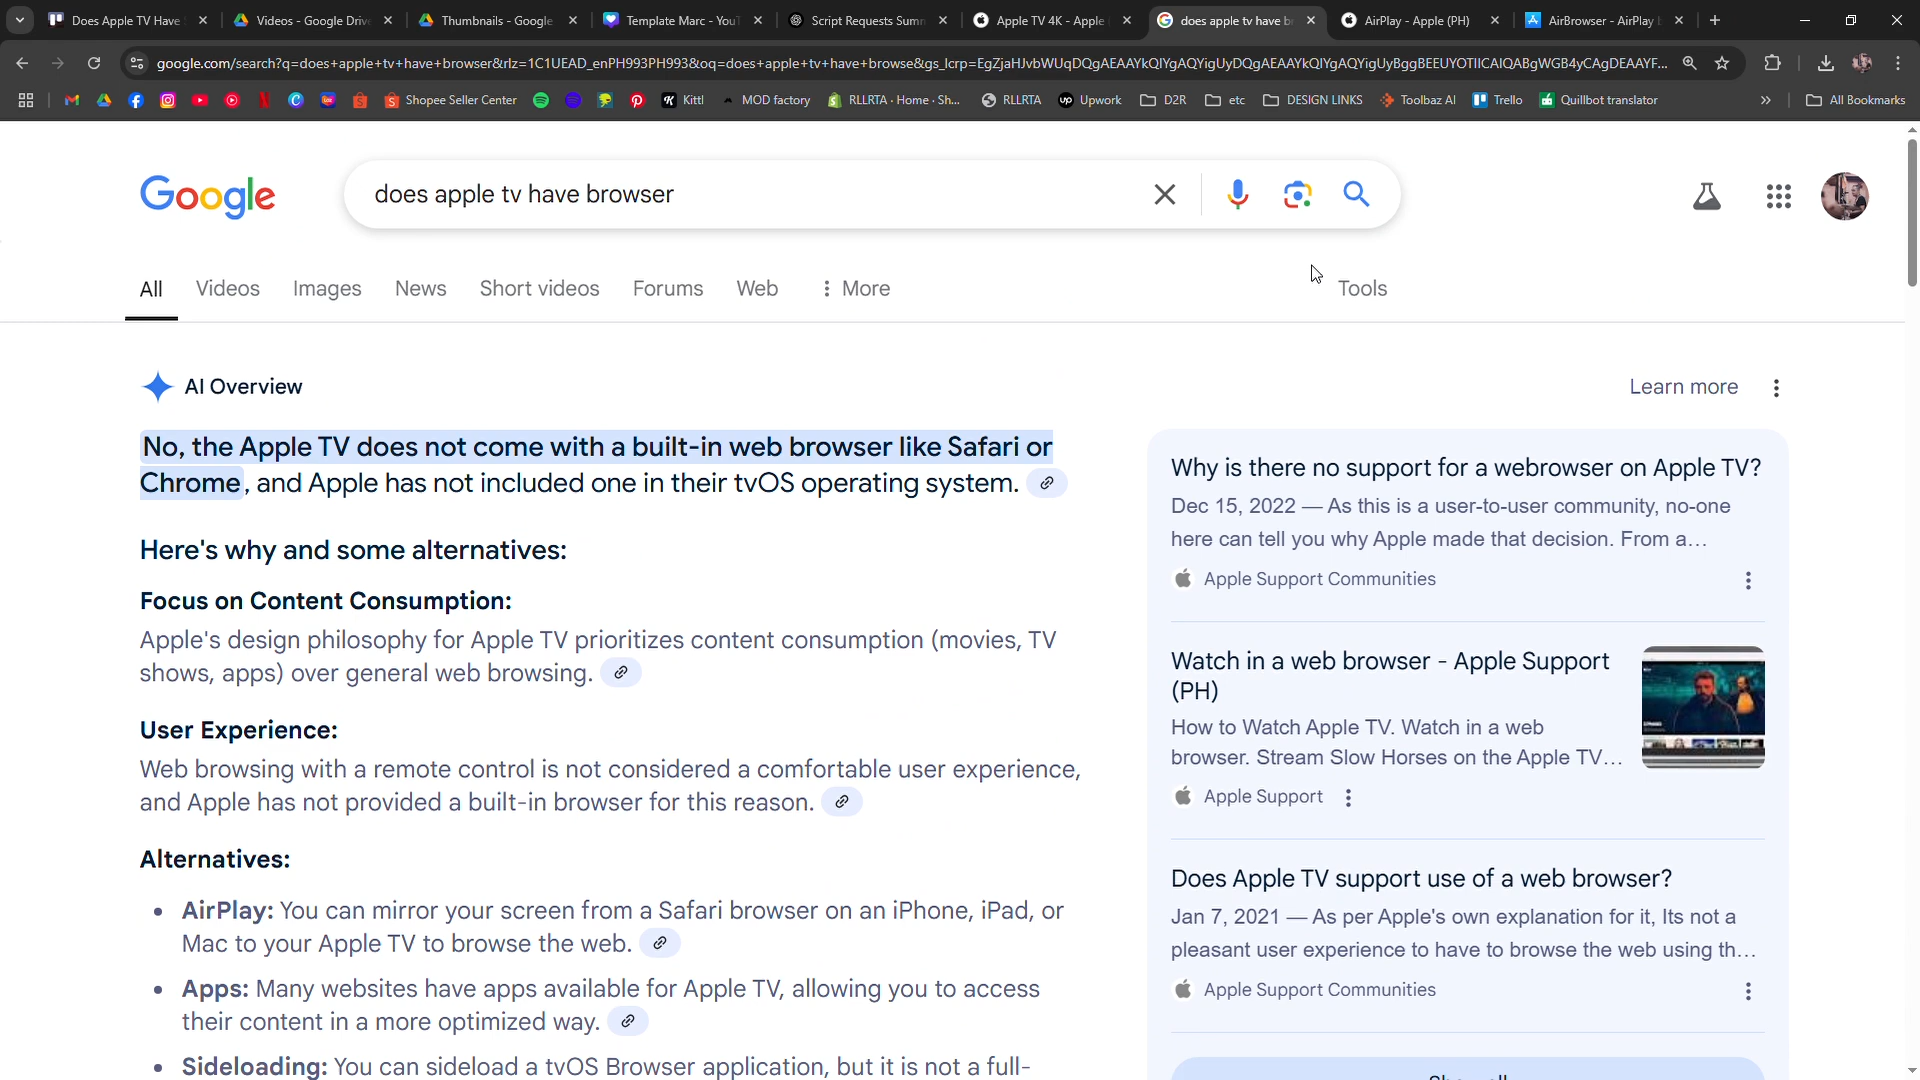 Does Apple TV Have
Videos - Google Drive
Thumbnails - Google
Template Marc - YouT
Script Requests Summ
Apple TV 4K - Apple
does apple tv have b
AirPlay - Apple (PH)
AirBrowser - AirPlay
google.com/search?q=does+apple+tv+have+browser&rlz=1C1UEAD_enPH993PH993&oq=does+apple+tv+have+browse&gs_lcrp=EgZjaHJvbWUqDQgAEAAYkQIYgAQYigUyDQgAEAAYkQIYgAQYigUyBggBEEUYOTIICAIQABgWGB4yCAgDEAAYF...
Shopee Seller Center
Kittl
MOD factory
RLLRTA · Home · Sh...
RLLRTA
Upwork
D2R
etc
DESIGN LINKS
Toolbaz AI
Trello
Quillbot translator
All Bookmarks
Google
does apple tv have browser
All
Videos
Images
News
Short videos
Forums
Web
More
Tools
AI Overview
Learn more
No, the Apple TV does not come with a built-in web browser like Safari or
Chrome, and Apple has not included one in their tvOS operating system.
Here's why and some alternatives:
Focus on Content Consumption:
Apple's design philosophy for Apple TV prioritizes content consumption (movies, TV
shows, apps) over general web browsing.
User Experience:
Web browsing with a remote control is not considered a comfortable user experience,
and Apple has not provided a built-in browser for this reason.
Alternatives:
• AirPlay: You can mirror your screen from a Safari browser on an iPhone, iPad, or
Mac to your Apple TV to browse the web.
• Apps: Many websites have apps available for Apple TV, allowing you to access
their content in a more optimized way.
• Sideloading: You can sideload a tvOS Browser application, but it is not a full-
Why is there no support for a webrowser on Apple TV?
Dec 15, 2022 — As this is a user-to-user community, no-one
here can tell you why Apple made that decision. From a...
Apple Support Communities
Watch in a web browser - Apple Support
(PH)
How to Watch Apple TV. Watch in a web
browser. Stream Slow Horses on the Apple TV...
Apple Support
Does Apple TV support use of a web browser?
Jan 7, 2021 — As per Apple's own explanation for it, Its not a
pleasant user experience to have to browse the web using th...
Apple Support Communities